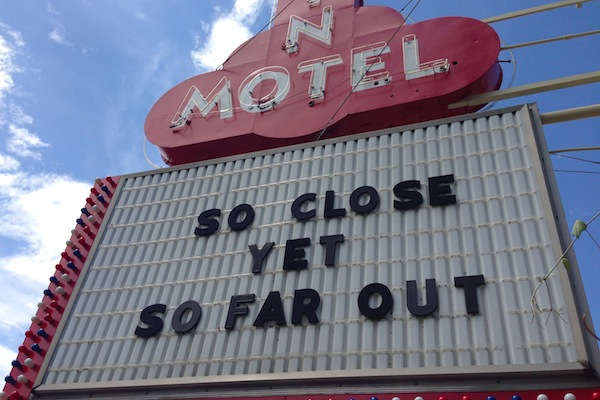 N
MOTEL
SO CLOSE
YET
SO FAR OUT